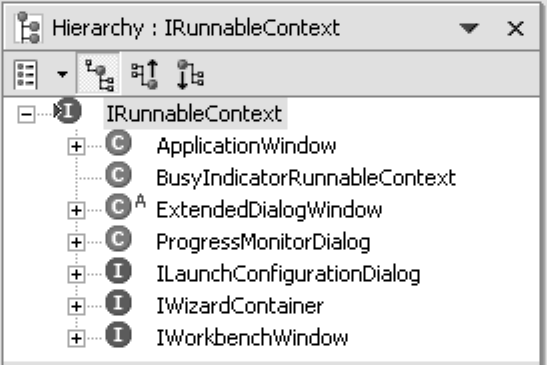 Hierarchy : IRunnableContext
I IRunnableContext
C ApplicationWindow
C BusyIndicatorRunnableContext
C A ExtendedDialogWindow
C ProgressMonitorDialog
I ILaunchConfigurationDialog
I IWizardContainer
I IWorkbenchWindow